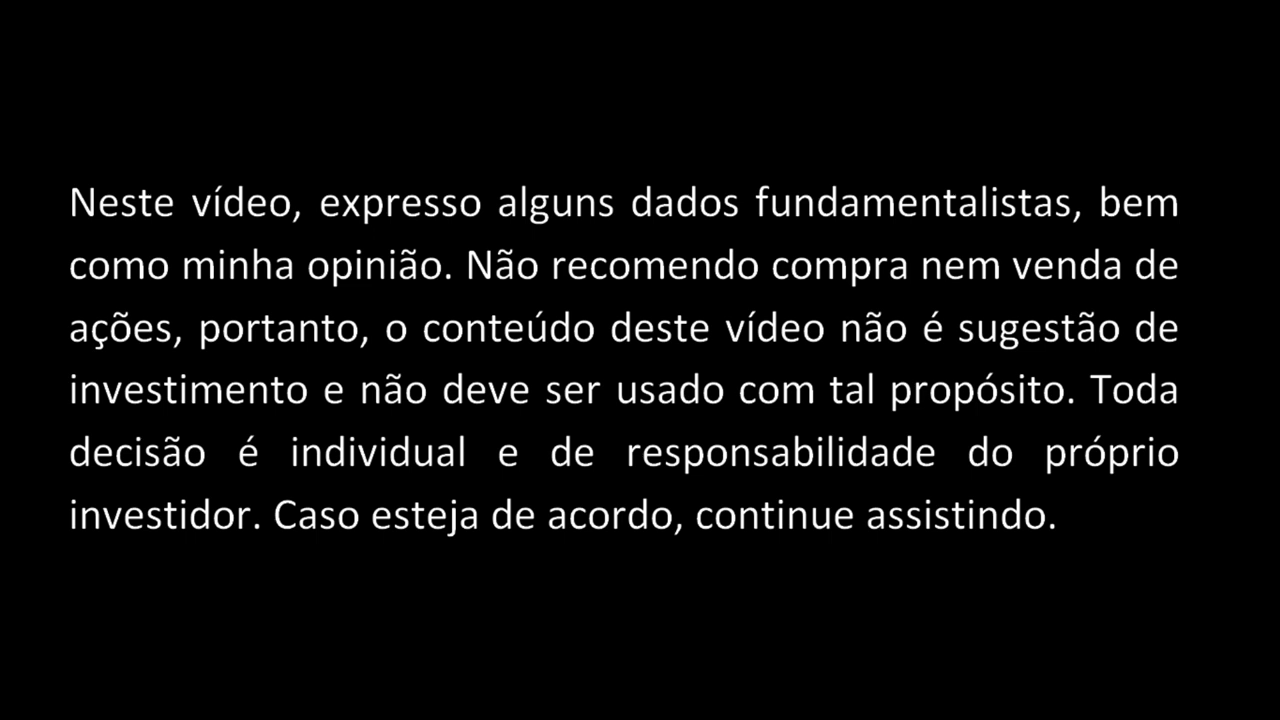 Neste vídeo, expresso alguns dados fundamentalistas, bem
como minha opinião. Não recomendo compra nem venda de
ações, portanto, o conteúdo deste vídeo não é sugestão de
investimento e não deve ser usado com tal propósito. Toda
decisão é individual e de responsabilidade do próprio
investidor. Caso esteja de acordo, continue assistindo.